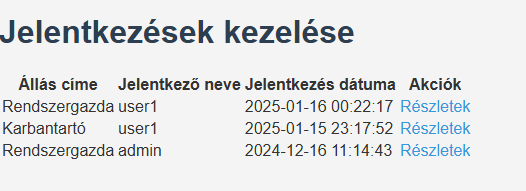 Jelentkezések kezelése
Állás címe Jelentkező neve Jelentkezés dátuma Akciók
Rendszergazda user1 2025-01-16 00:22:17 Részletek
Karbantartó user1 2025-01-15 23:17:52 Részletek
Rendszergazda admin 2024-12-16 11:14:43 Részletek